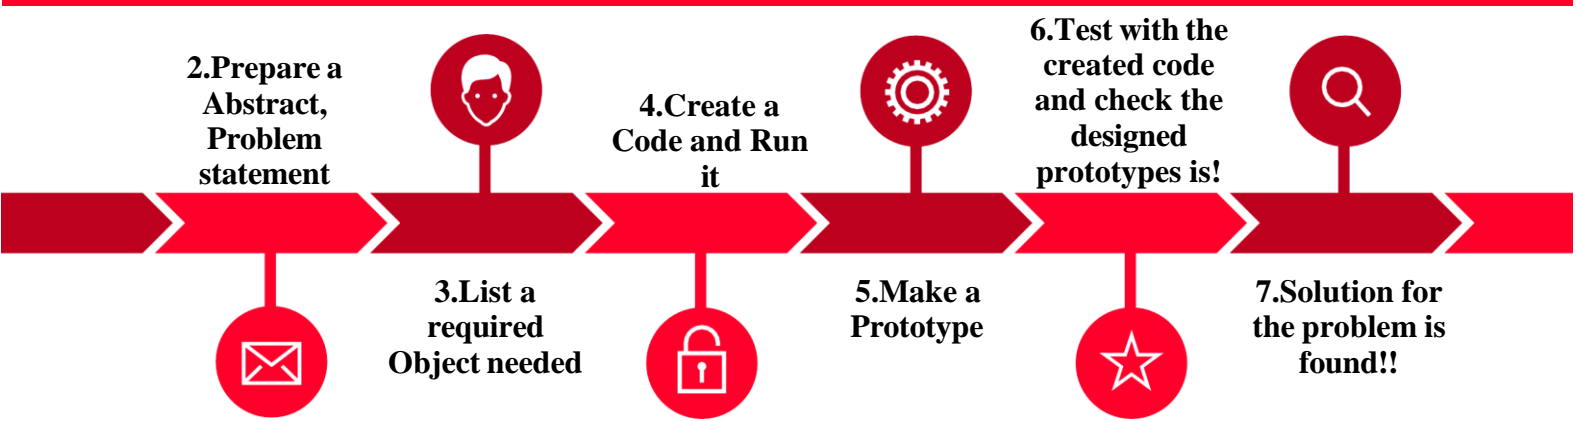 2.Prepare a
Abstract,
Problem
statement
3.List a
required
Object needed
4.Create a
Code and Run
it
5.Make a
Prototype
6.Test with the
created code
and check the
designed
prototypes is!
7.Solution for
the problem is
found!!